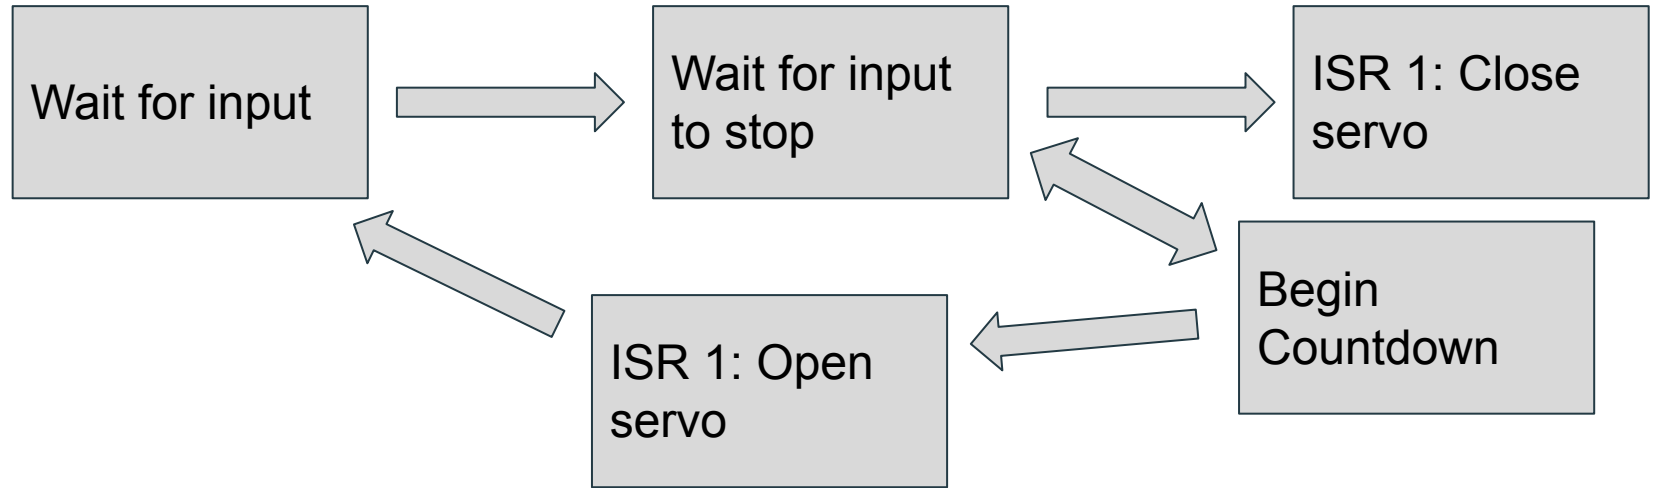 Wait for input
Wait for input
to stop
ISR 1: Close
servo
Begin
Countdown
ISR 1: Open
servo